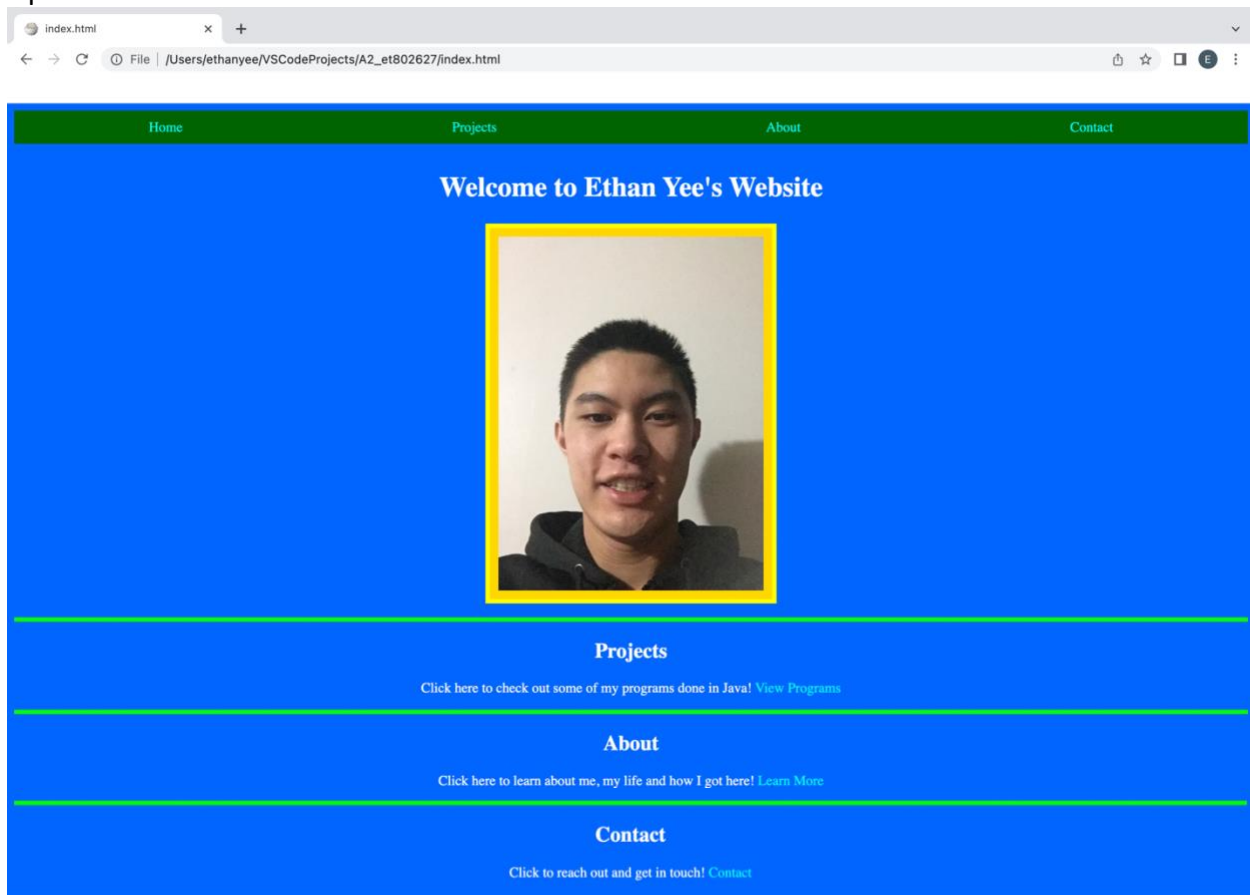 index.html
File | /Users/ethanyee/VSCodeProjects/A2_et802627/index.html
E
Home Projects About Contact
Welcome to Ethan Yee's Website
Projects
Click here to check out some of my programs done in Java! View Programs
About
Click here to learn about me, my life and how I got here! Learn More
Contact
Click to reach out and get in touch! Contact